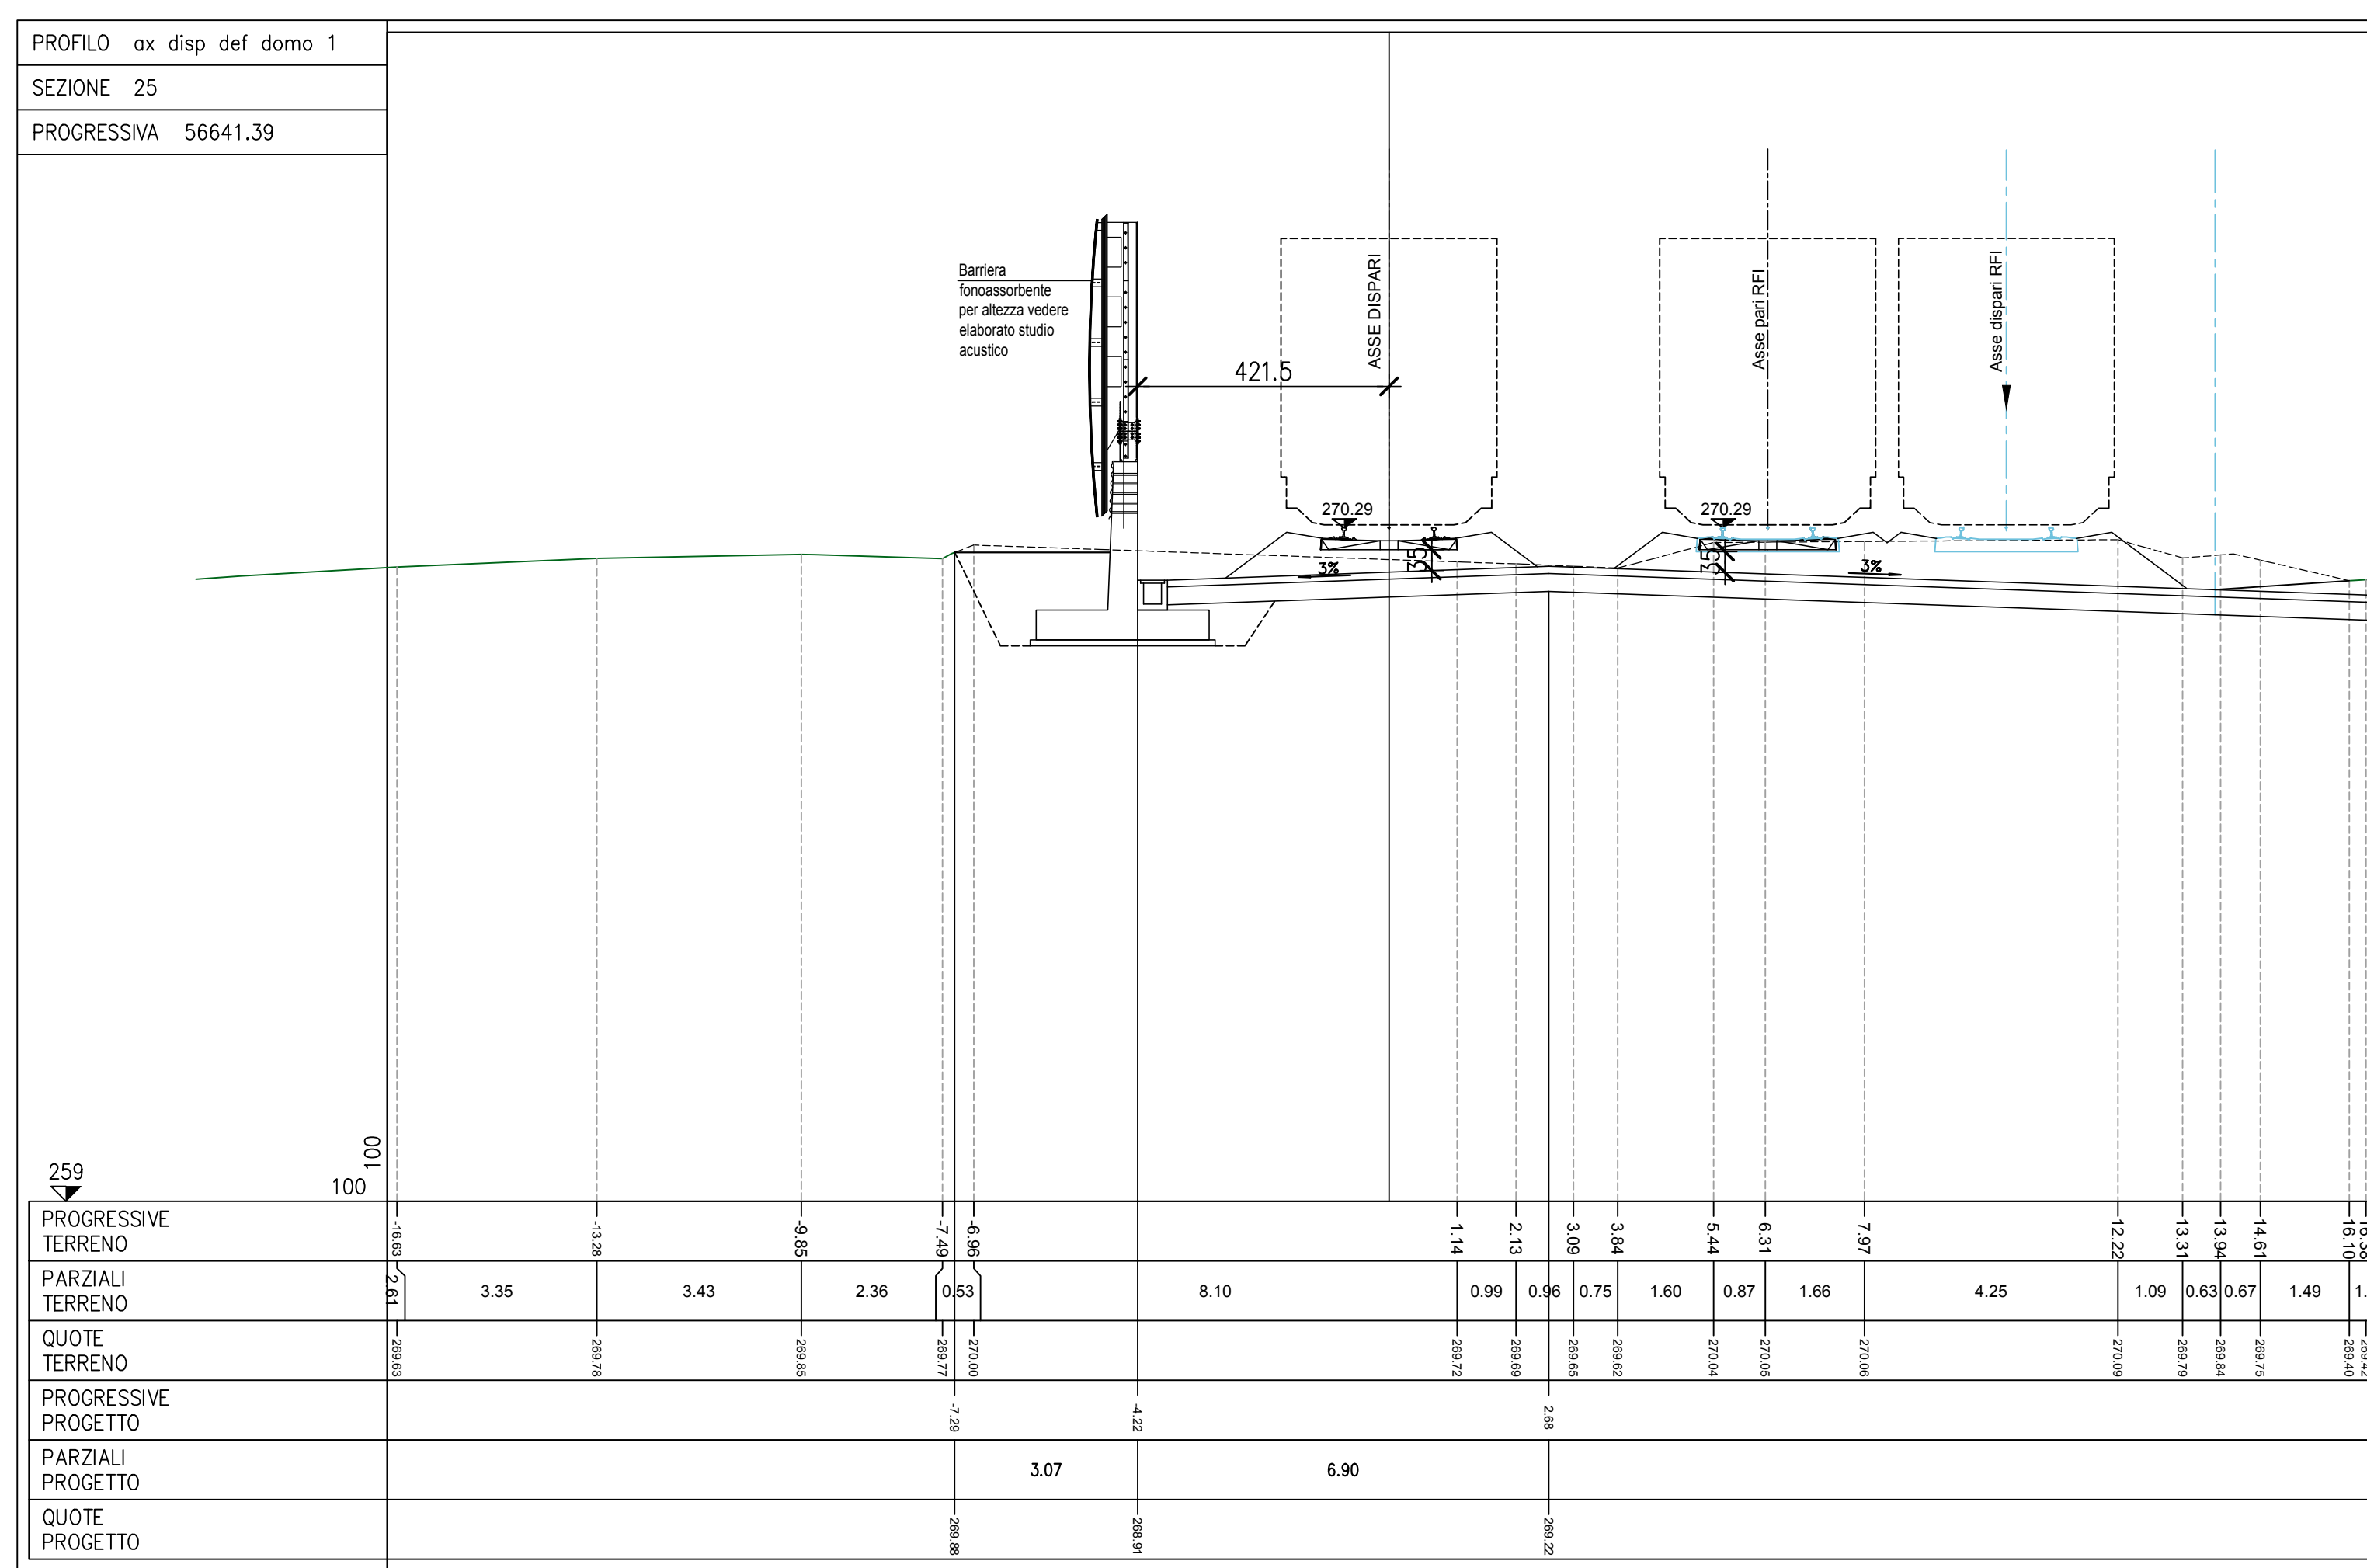 PROFILO ax disp def domo 1
SEZIONE 25
PROGRESSIVA 56641.39
Barriera
fonoassorbente
per altezza vedere
elaborato studio
acustico
421.5
ASSE DISPARI
Asse pari RFI
Asse dispari RFI
270.29
270.29
35
35
3%
3%
259
100
100
PROGRESSIVE
TERRENO
-16.63 -13.28 -9.85 -7.49 -6.96 1.14 2.13 3.09 3.84 5.44 6.31 7.97 12.22 13.31 13.94 14.61 16.10 16.38
PARZIALI
TERRENO
2.61 3.35 3.43 2.36 0.53 8.10 0.99 0.96 0.75 1.60 0.87 1.66 4.25 1.09 0.63 0.67 1.49 1.
QUOTE
TERRENO
269.63 269.78 269.85 269.77 270.00 269.72 269.69 269.65 269.62 270.04 270.05 270.06 270.09 269.79 269.84 269.75 269.40 269.42
PROGRESSIVE
PROGETTO
-7.29 -4.22 2.68
PARZIALI
PROGETTO
3.07 6.90
QUOTE
PROGETTO
269.88 268.91 269.22